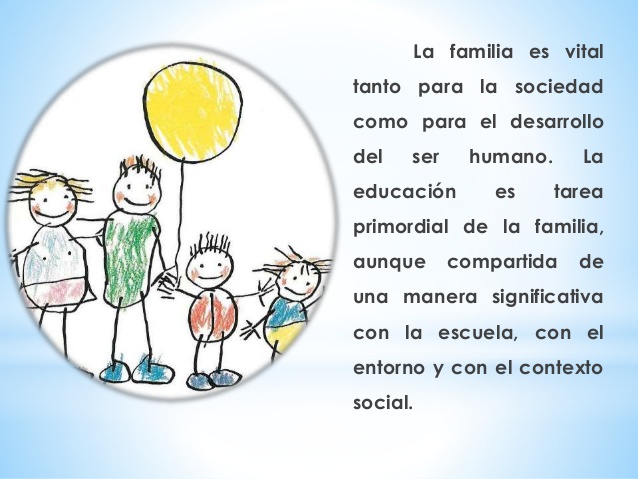 La familia es vital
tanto para la sociedad
como para el desarrollo
del ser humano. La
educación es tarea
primordial de la familia,
aunque compartida de
una manera significativa
con la escuela, con el
entorno y con el contexto
social.